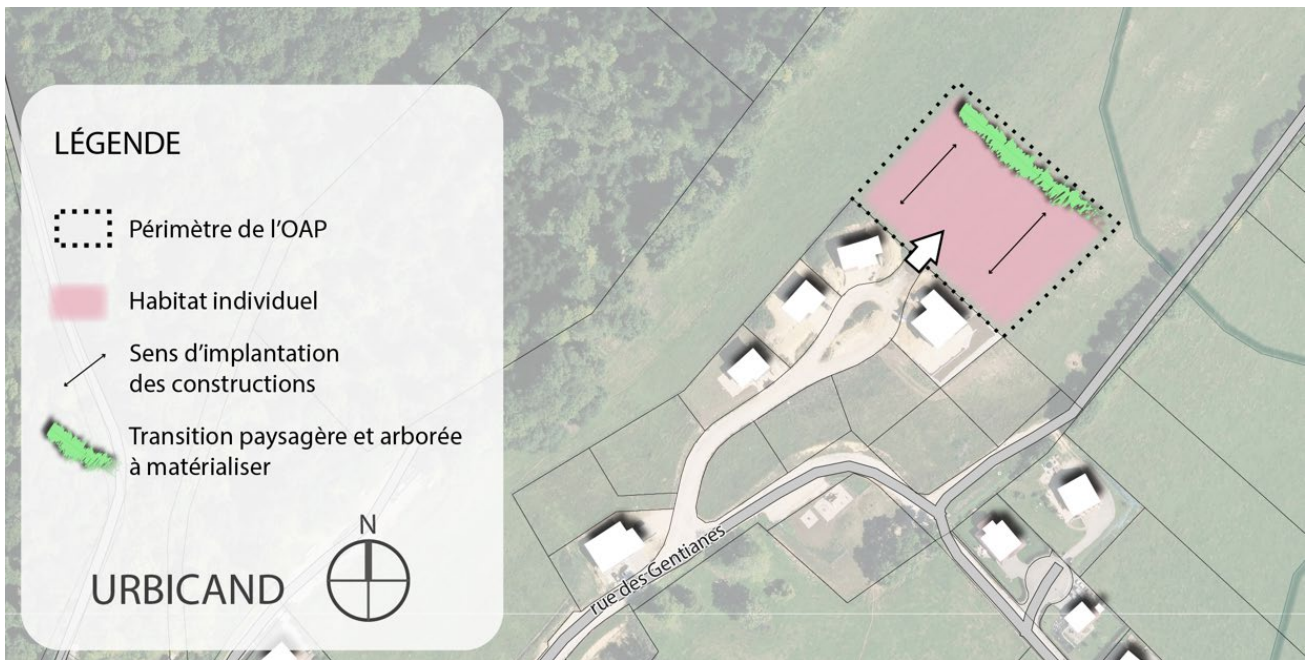 LÉGENDE
Périmètre de l'OAP
Habitat individuel
Sens d'implantation
des constructions
Transition paysagère et arborée
à matérialiser
N
URBICAND
rue des Gentianes